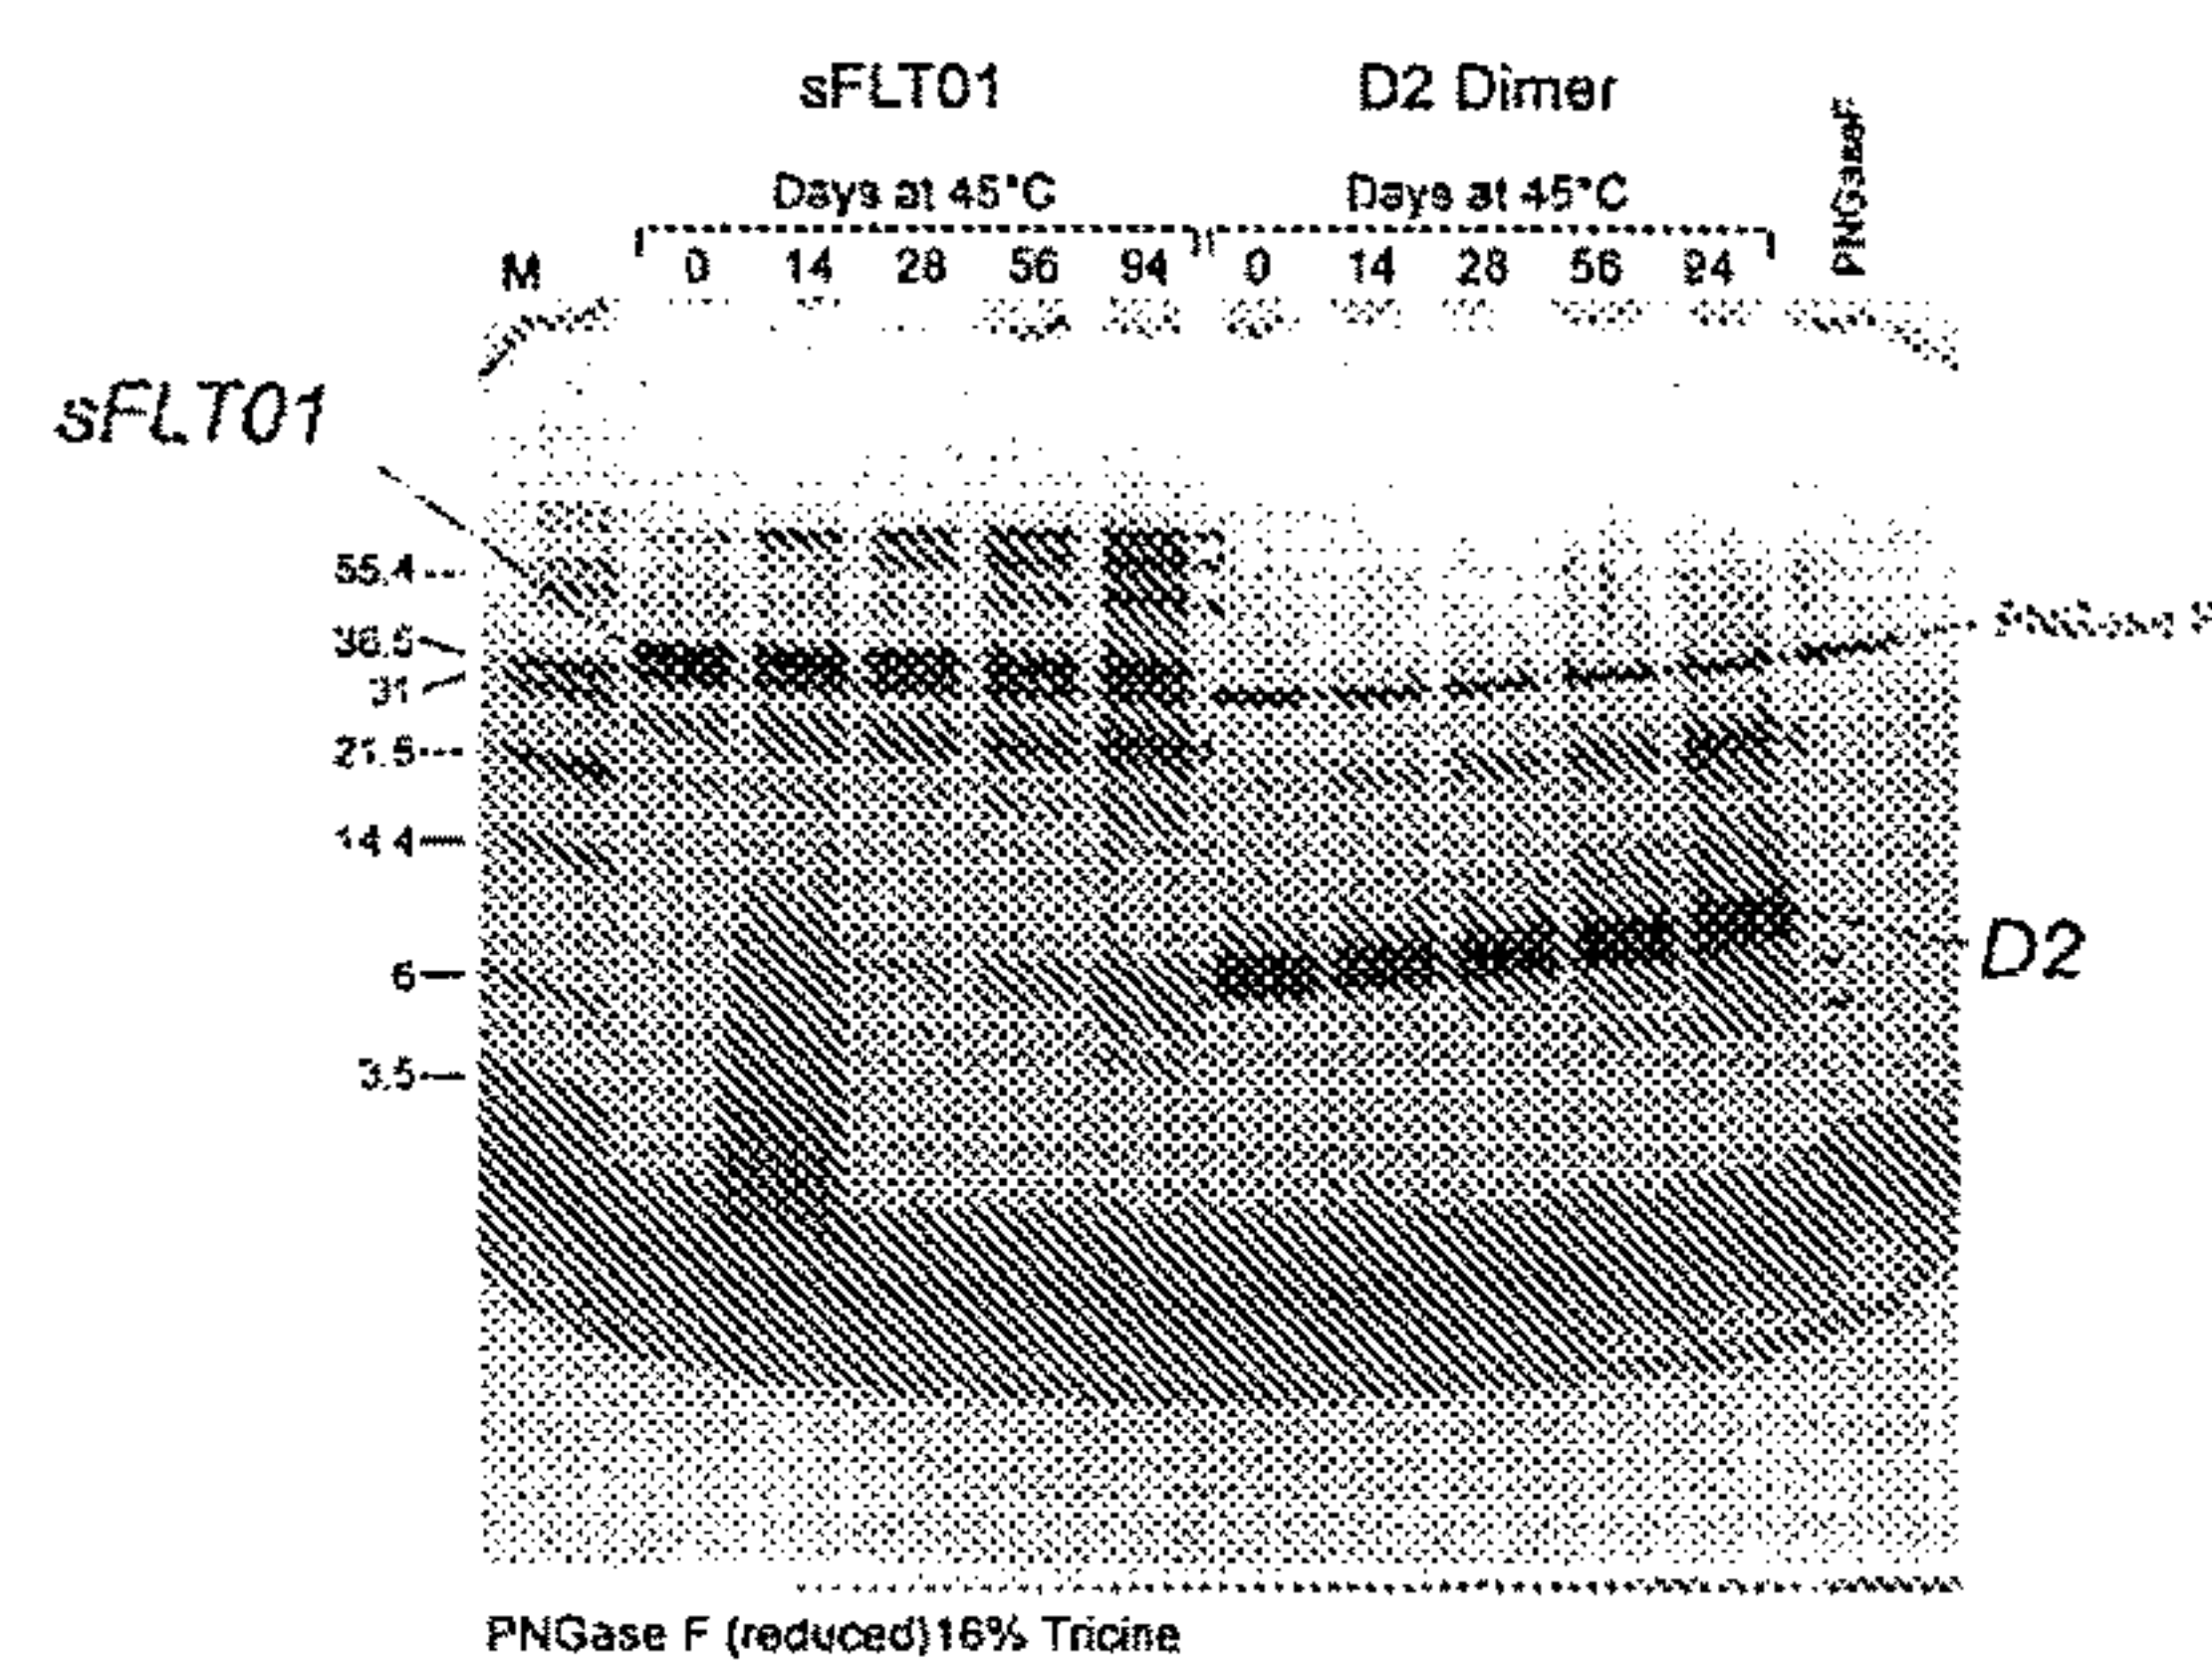 sFLT01 D2 Dimer
Days at 45°C Days at 45°C PNGaseF
M 0 14 28 56 94 0 14 28 56 94
sFLT01
55.4
36.5
31
21.5
14.4
6
3.5
PNGase F
D2
PNGase F (reduced)16% Tricine